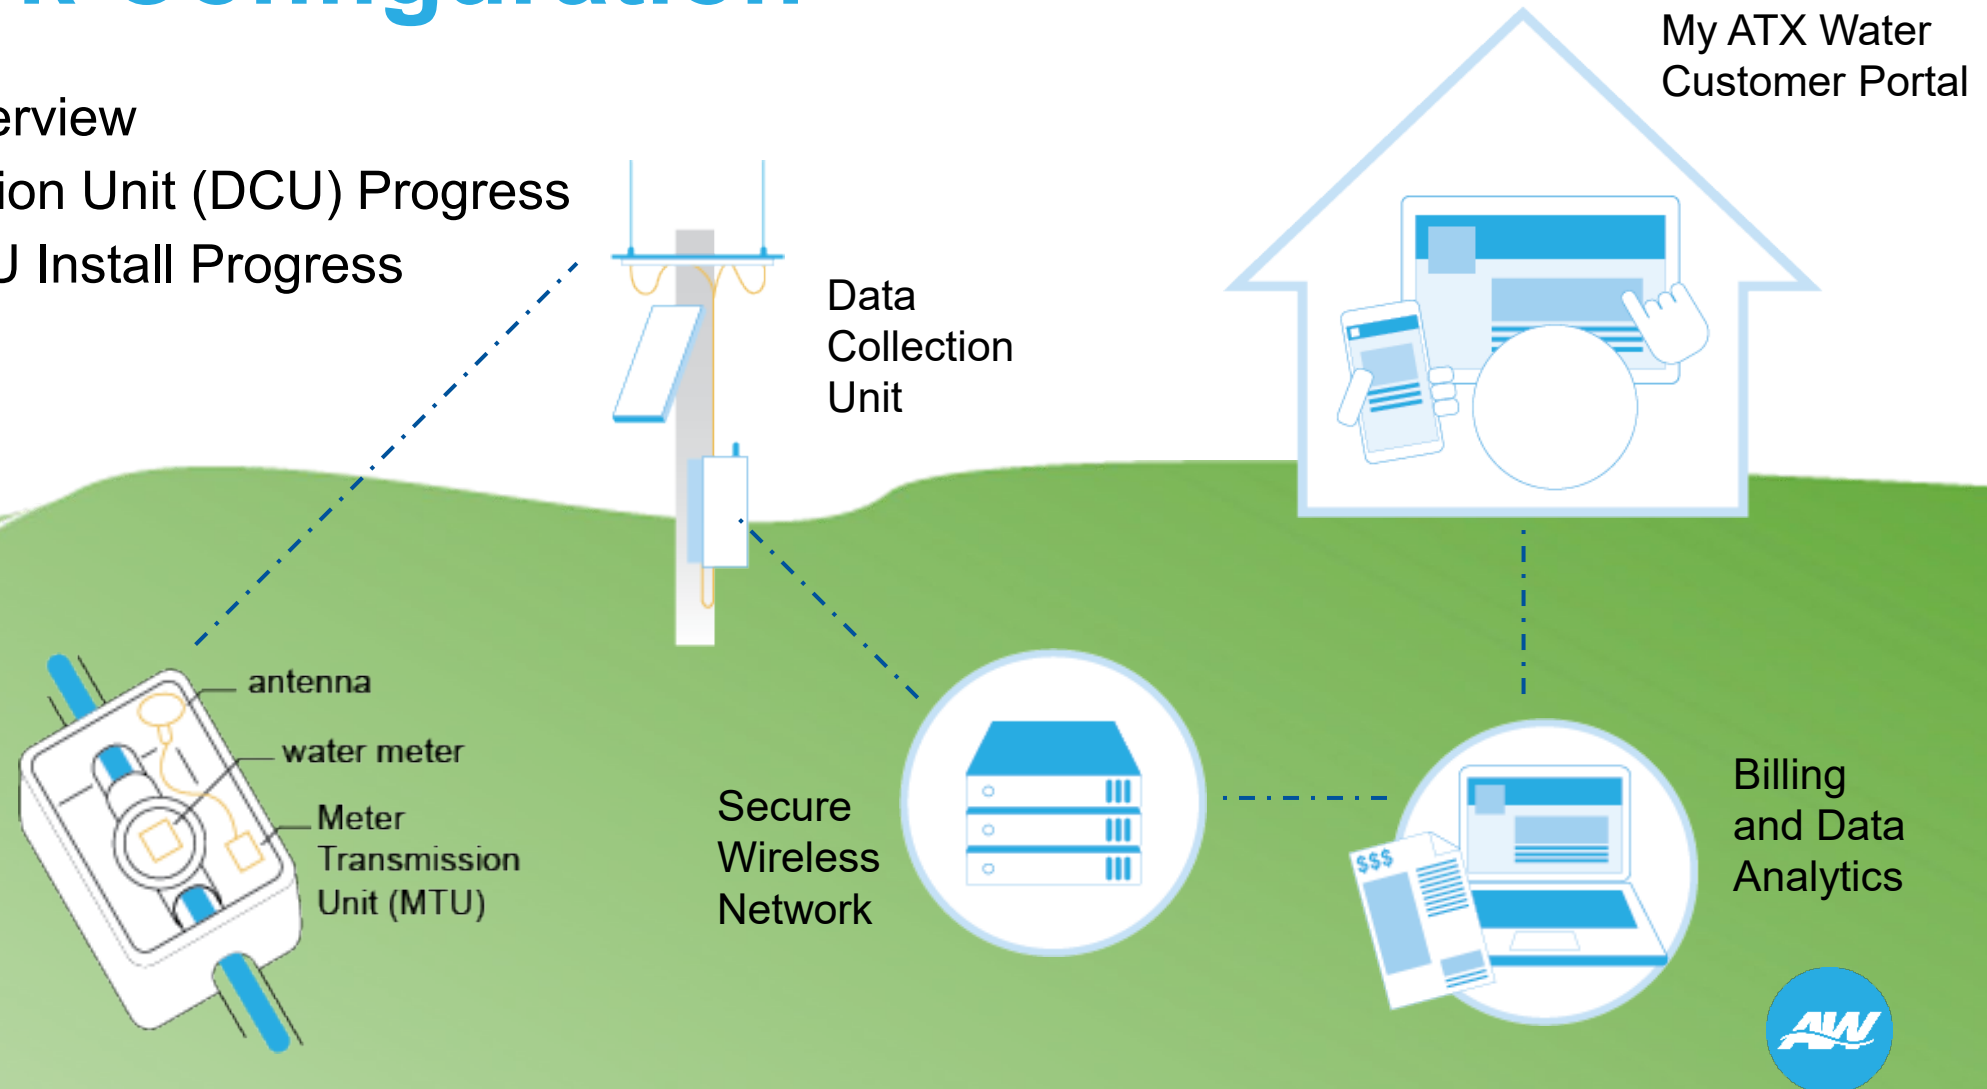 k Configuration
erview
ion Unit (DCU) Progress
U Install Progress
My ATX Water
Customer Portal
Data
Collection
Unit
antenna
water meter
Meter
Transmission
Unit (MTU)
Secure
Wireless
Network
$$$
Billing
and Data
Analytics
AW